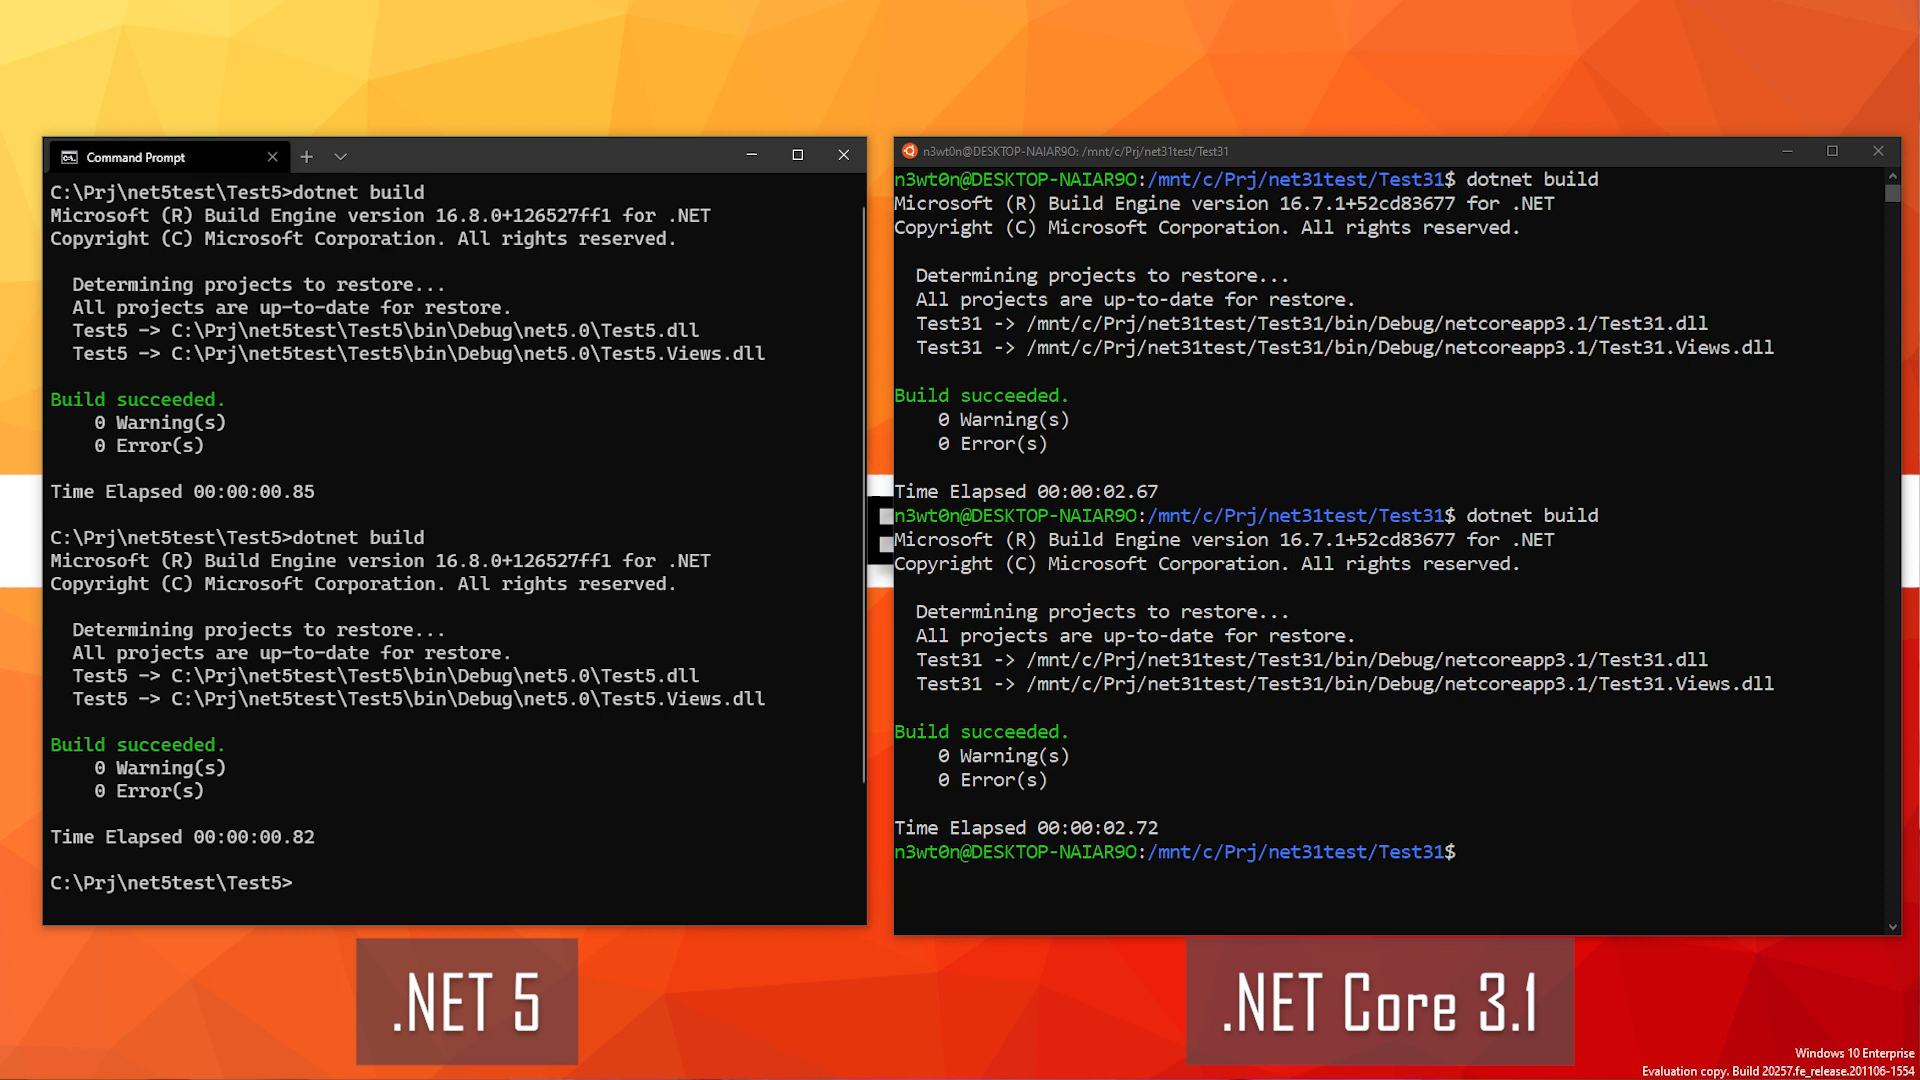 Command Prompt
C:\Prj\net5test\Test5>dotnet build
Microsoft (R) Build Engine version 16.8.0+126527ff1 for .NET
Copyright (C) Microsoft Corporation. All rights reserved.
Determining projects to restore...
All projects are up-to-date for restore.
Test5 -> C:\Prj\net5test\Test5\bin\Debug\net5.0\Test5.dll
Test5 -> C:\Prj\net5test\Test5\bin\Debug\net5.0\Test5.Views.dll
Build succeeded.
0 Warning(s)
0 Error(s)
Time Elapsed 00:00:00.85
C:\Prj\net5test\Test5>dotnet build
Microsoft (R) Build Engine version 16.8.0+126527ff1 for .NET
Copyright (C) Microsoft Corporation. All rights reserved.
Determining projects to restore...
All projects are up-to-date for restore.
Test5 -> C:\Prj\net5test\Test5\bin\Debug\net5.0\Test5.dll
Test5 -> C:\Prj\net5test\Test5\bin\Debug\net5.0\Test5.Views.dll
Build succeeded.
0 Warning(s)
0 Error(s)
Time Elapsed 00:00:00.82
C:\Prj\net5test\Test5>
n3wt0n@DESKTOP-NAIAR9O: /mnt/c/Prj/net31test/Test31
n3wt0n@DESKTOP-NAIAR9O:/mnt/c/Prj/net31test/Test31$ dotnet build
Microsoft (R) Build Engine version 16.7.1+52cd83677 for .NET
Copyright (C) Microsoft Corporation. All rights reserved.
Determining projects to restore...
All projects are up-to-date for restore.
Test31 -> /mnt/c/Prj/net31test/Test31/bin/Debug/netcoreapp3.1/Test31.dll
Test31 -> /mnt/c/Prj/net31test/Test31/bin/Debug/netcoreapp3.1/Test31.Views.dll
Build succeeded.
0 Warning(s)
0 Error(s)
Time Elapsed 00:00:02.67
n3wt0n@DESKTOP-NAIAR9O:/mnt/c/Prj/net31test/Test31$ dotnet build
Microsoft (R) Build Engine version 16.7.1+52cd83677 for .NET
Copyright (C) Microsoft Corporation. All rights reserved.
Determining projects to restore...
All projects are up-to-date for restore.
Test31 -> /mnt/c/Prj/net31test/Test31/bin/Debug/netcoreapp3.1/Test31.dll
Test31 -> /mnt/c/Prj/net31test/Test31/bin/Debug/netcoreapp3.1/Test31.Views.dll
Build succeeded.
0 Warning(s)
0 Error(s)
Time Elapsed 00:00:02.72
n3wt0n@DESKTOP-NAIAR9O:/mnt/c/Prj/net31test/Test31$
.NET 5
.NET Core 3.1
Windows 10 Enterprise
Evaluation copy. Build 20257.fe_release.201106-1554